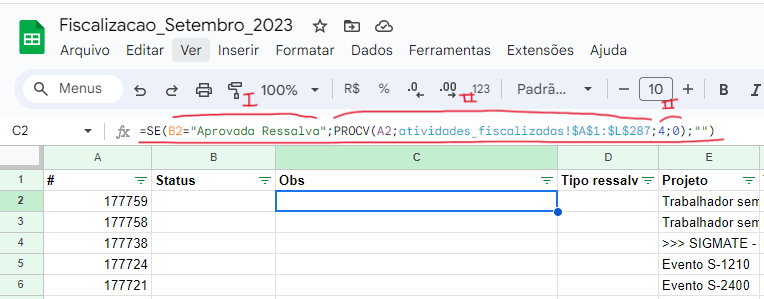 Fiscalizacao_Setembro_2023
Arquivo Editar Ver Inserir Formatar Dados Ferramentas Extensões Ajuda
Menus 100% R$ % .0 .00 123 Padrã... − 10 + B I
I II II
C2 fx =SE(B2="Aprovada Ressalva";PROCV(A2;atividades_fiscalizados!$A$1:$L$287;4;0);"")
A B C D E
1 # Status Obs Tipo ressalv Projeto
2 177759 Trabalhador sem
3 177758 Trabalhador sem
4 177738 >>> SIGMATE -
5 177724 Evento S-1210
6 177721 Evento S-2400